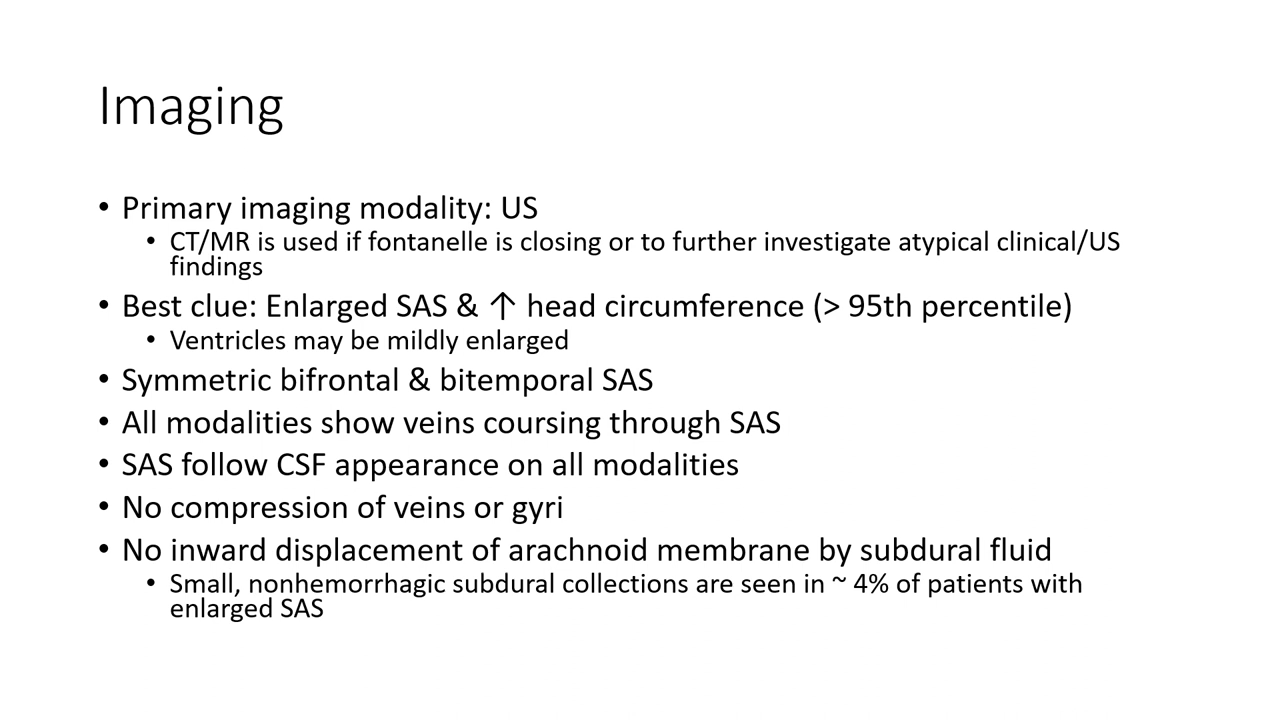 Imaging
• Primary imaging modality: US
• CT/MR is used if fontanelle is closing or to further investigate atypical clinical/US
findings
• Best clue: Enlarged SAS & ↑ head circumference (> 95th percentile)
• Ventricles may be mildly enlarged
• Symmetric bifrontal & bitemporal SAS
• All modalities show veins coursing through SAS
• SAS follow CSF appearance on all modalities
• No compression of veins or gyri
• No inward displacement of arachnoid membrane by subdural fluid
• Small, nonhemorrhagic subdural collections are seen in ~ 4% of patients with
enlarged SAS